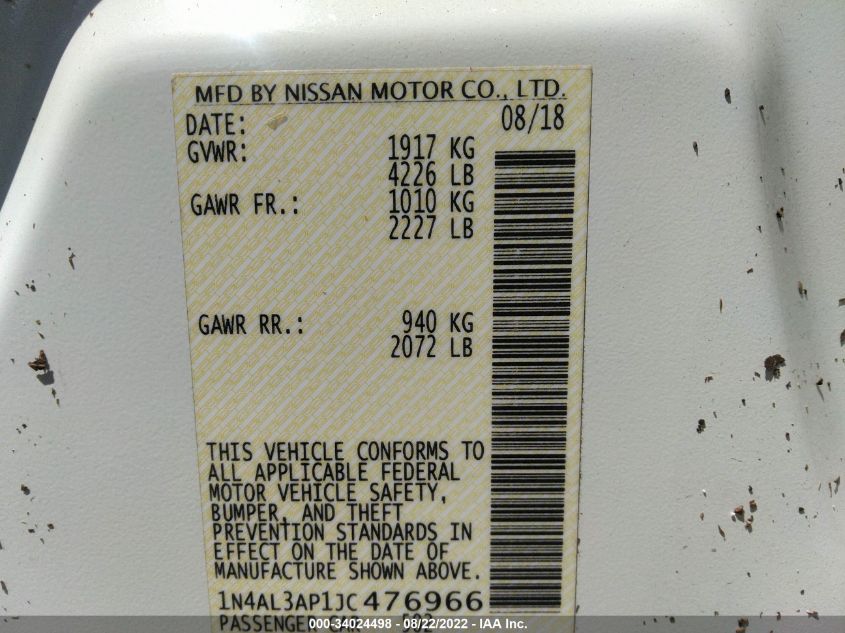 MFD BY NISSAN MOTOR CO., LTD.
DATE: 08/18
GVWR: 1917 KG
4226 LB
GAWR FR.: 1010 KG
2227 LB
GAWR RR.: 940 KG
2072 LB
THIS VEHICLE CONFORMS TO
ALL APPLICABLE FEDERAL
MOTOR VEHICLE SAFETY,
BUMPER, AND THEFT
PREVENTION STANDARDS IN
EFFECT ON THE DATE OF
MANUFACTURE SHOWN ABOVE.
1N4AL3AP1JC476966
PASSENGER CAR 502
000-34024498 - 08/22/2022 - IAA Inc.